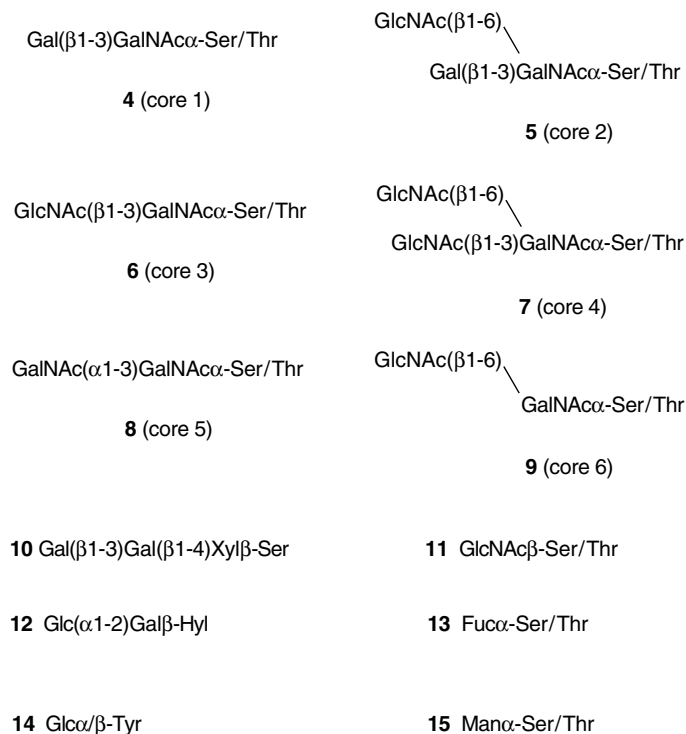 Gal(β1-3)GalNAcα-Ser/Thr
4 (core 1)
GlcNAc(β1-6)
Gal(β1-3)GalNAcα-Ser/Thr
5 (core 2)
GlcNAc(β1-3)GalNAcα-Ser/Thr
6 (core 3)
GlcNAc(β1-6)
GlcNAc(β1-3)GalNAcα-Ser/Thr
7 (core 4)
GalNAc(α1-3)GalNAcα-Ser/Thr
8 (core 5)
GlcNAc(β1-6)
GalNAcα-Ser/Thr
9 (core 6)
10 Gal(β1-3)Gal(β1-4)Xylβ-Ser
11 GlcNAcβ-Ser/Thr
12 Glc(α1-2)Galβ-Hyl
13 Fucα-Ser/Thr
14 Glcα/β-Tyr
15 Manα-Ser/Thr